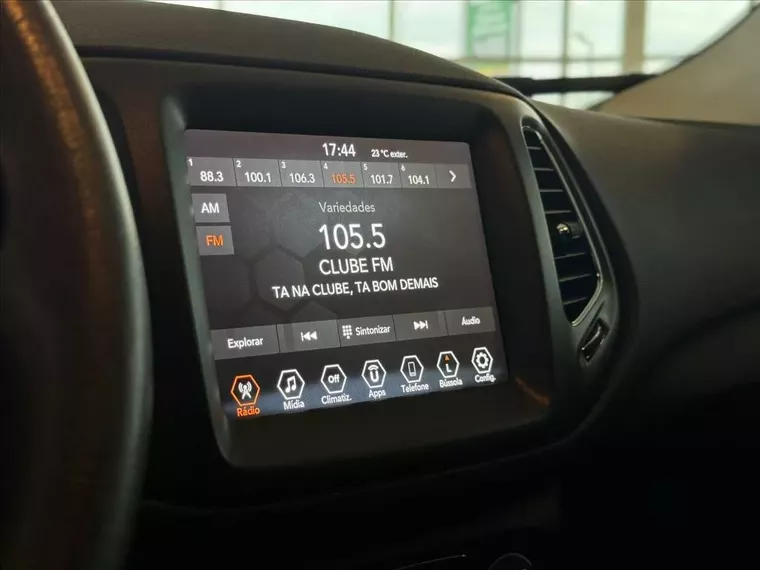 17:44 23 °C exter.
1 88.3 2 100.1 3 106.3 4 105.5 5 101.7 6 104.1
AM
Variedades
FM
105.5
CLUBE FM
TA NA CLUBE, TA BOM DEMAIS
Explorar Sintonizar Audio
Off L
Rádio Mídia Climatiz. Apps Telefone Bússola Config.